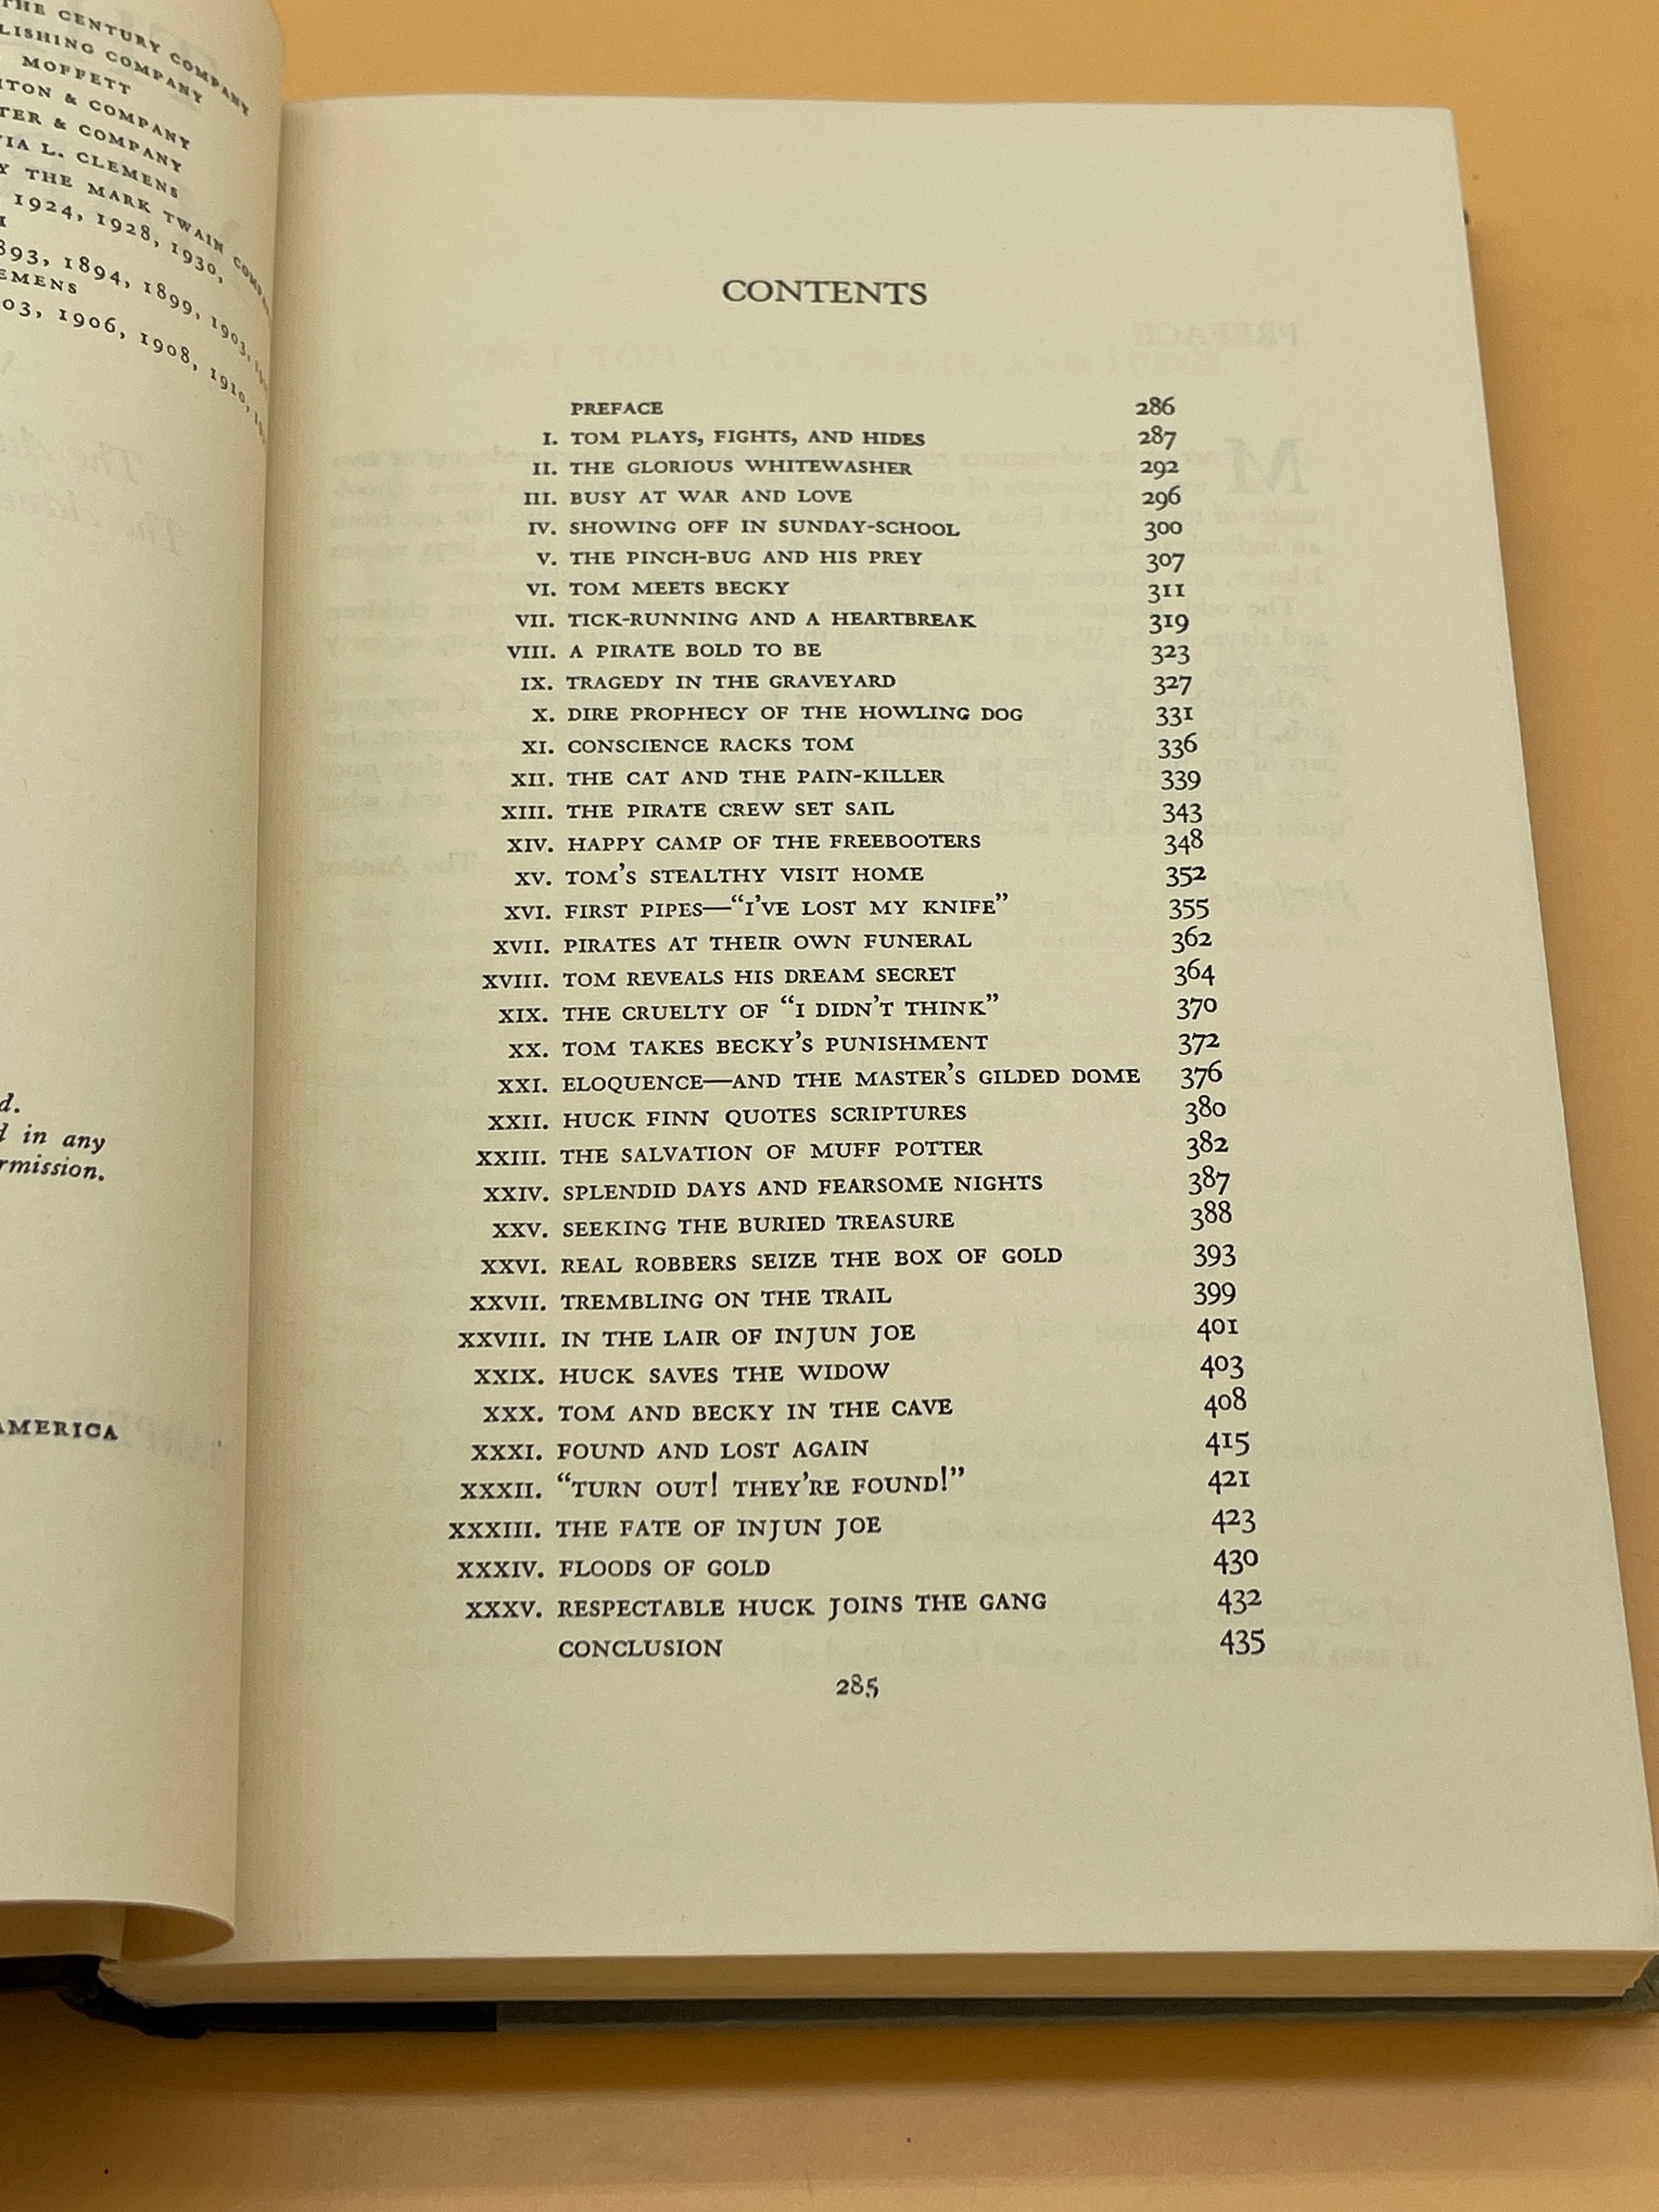 THE CENTURY COMPANY
LISHING COMPANY
MOFFETT
TON & COMPANY
TER & COMPANY
VIA L. CLEMENS
Y THE MARK TWAIN
1924, 1928, 1930,
893, 1894, 1899, 1903,
EMENS
03, 1906, 1908, 1910,
d.
d in any
rmission.
AMERICA
CONTENTS
PREFACE 286
I. TOM PLAYS, FIGHTS, AND HIDES 287
II. THE GLORIOUS WHITEWASHER 292
III. BUSY AT WAR AND LOVE 296
IV. SHOWING OFF IN SUNDAY-SCHOOL 300
V. THE PINCH-BUG AND HIS PREY 307
VI. TOM MEETS BECKY 311
VII. TICK-RUNNING AND A HEARTBREAK 319
VIII. A PIRATE BOLD TO BE 323
IX. TRAGEDY IN THE GRAVEYARD 327
X. DIRE PROPHECY OF THE HOWLING DOG 331
XI. CONSCIENCE RACKS TOM 336
XII. THE CAT AND THE PAIN-KILLER 339
XIII. THE PIRATE CREW SET SAIL 343
XIV. HAPPY CAMP OF THE FREEBOOTERS 348
XV. TOM'S STEALTHY VISIT HOME 352
XVI. FIRST PIPES—“I'VE LOST MY KNIFE” 355
XVII. PIRATES AT THEIR OWN FUNERAL 362
XVIII. TOM REVEALS HIS DREAM SECRET 364
XIX. THE CRUELTY OF “I DIDN'T THINK” 370
XX. TOM TAKES BECKY'S PUNISHMENT 372
XXI. ELOQUENCE—AND THE MASTER'S GILDED DOME 376
XXII. HUCK FINN QUOTES SCRIPTURES 380
XXIII. THE SALVATION OF MUFF POTTER 382
XXIV. SPLENDID DAYS AND FEARSOME NIGHTS 387
XXV. SEEKING THE BURIED TREASURE 388
XXVI. REAL ROBBERS SEIZE THE BOX OF GOLD 393
XXVII. TREMBLING ON THE TRAIL 399
XXVIII. IN THE LAIR OF INJUN JOE 401
XXIX. HUCK SAVES THE WIDOW 403
XXX. TOM AND BECKY IN THE CAVE 408
XXXI. FOUND AND LOST AGAIN 415
XXXII. “TURN OUT! THEY'RE FOUND!” 421
XXXIII. THE FATE OF INJUN JOE 423
XXXIV. FLOODS OF GOLD 430
XXXV. RESPECTABLE HUCK JOINS THE GANG 432
CONCLUSION 435
285